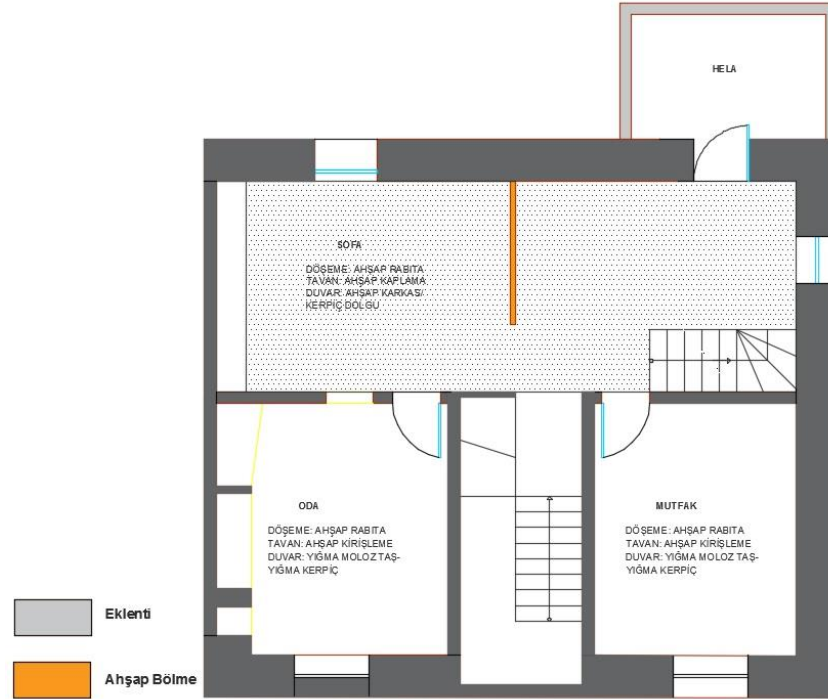 HELA
SOFA
DÖŞEME: AHŞAP RABITA
TAVAN: AHŞAP KAPLAMA
DUVAR: AHŞAP KARKAS/
KERPİÇ DOLGU
ODA
DÖŞEME: AHŞAP RABITA
TAVAN: AHŞAP KİRİŞLEME
DUVAR: YIĞMA MOLOZ TAŞ-
YIĞMA KERPİÇ
MUTFAK
DÖŞEME: AHŞAP RABITA
TAVAN: AHŞAP KİRİŞLEME
DUVAR: YIĞMA MOLOZ TAŞ-
YIĞMA KERPİÇ
Eklenti
Ahşap Bölme